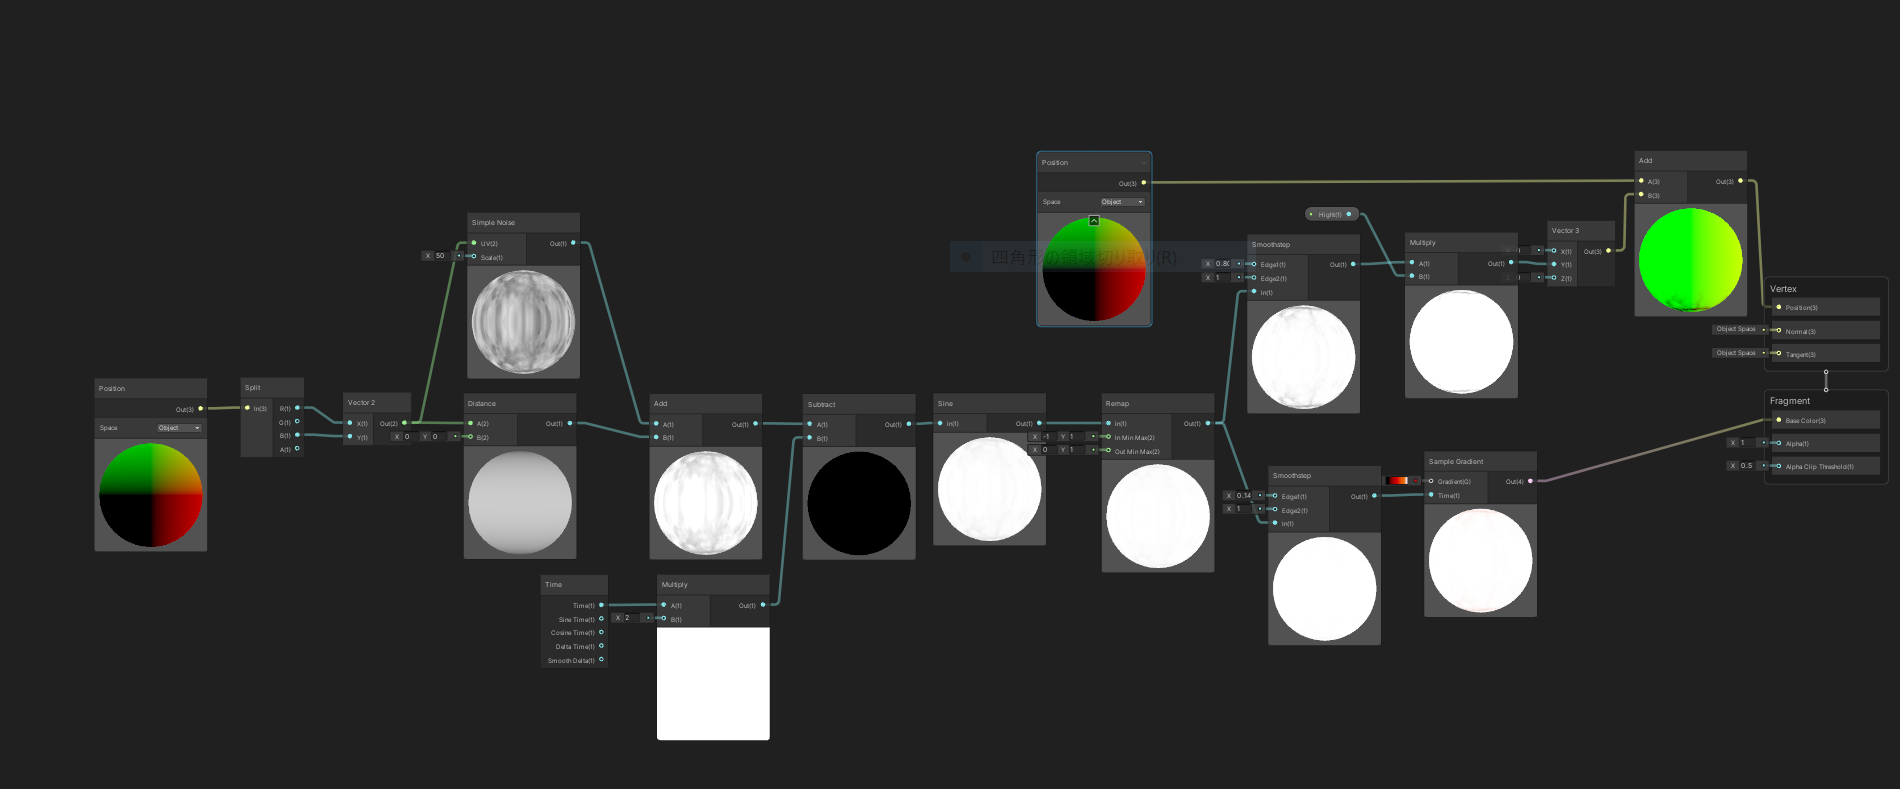 Position
Out(3)
Space
Object
Split
In(3)
R(1)
G(1)
B(1)
A(1)
Vector 2
X(1)
Y(1)
Out(2)
X 0 Y 0
Simple Noise
UV(2)
Scale(1)
Out(1)
X 50
Distance
A(2)
B(2)
Out(1)
Add
A(1)
B(1)
Out(1)
Time
Time(1)
Sine Time(1)
Cosine Time(1)
Delta Time(1)
Smooth Delta(1)
X 2
Multiply
A(1)
B(1)
Out(1)
Subtract
A(1)
B(1)
Out(1)
Sine
In(1)
Out(1)
X -1 Y 1
X 0 Y 1
Remap
In(1)
In Min Max(2)
Out Min Max(2)
Out(1)
Position
Out(3)
Space
Object
四角形の領域切り取り(R)
Smoothstep
Edge1(1)
Edge2(1)
In(1)
Out(1)
X 0.80
X 1
Hight(1)
Multiply
A(1)
B(1)
Out(1)
Vector 3
X(1)
Y(1)
Z(1)
Out(3)
Add
A(3)
B(3)
Out(3)
Smoothstep
Edge1(1)
Edge2(1)
In(1)
Out(1)
X 0.14
X 1
Sample Gradient
Gradient(G)
Time(1)
Out(4)
Vertex
Position(3)
Object Space
Normal(3)
Object Space
Tangent(3)
Fragment
Base Color(3)
X 1
Alpha(1)
X 0.5
Alpha Clip Threshold(1)